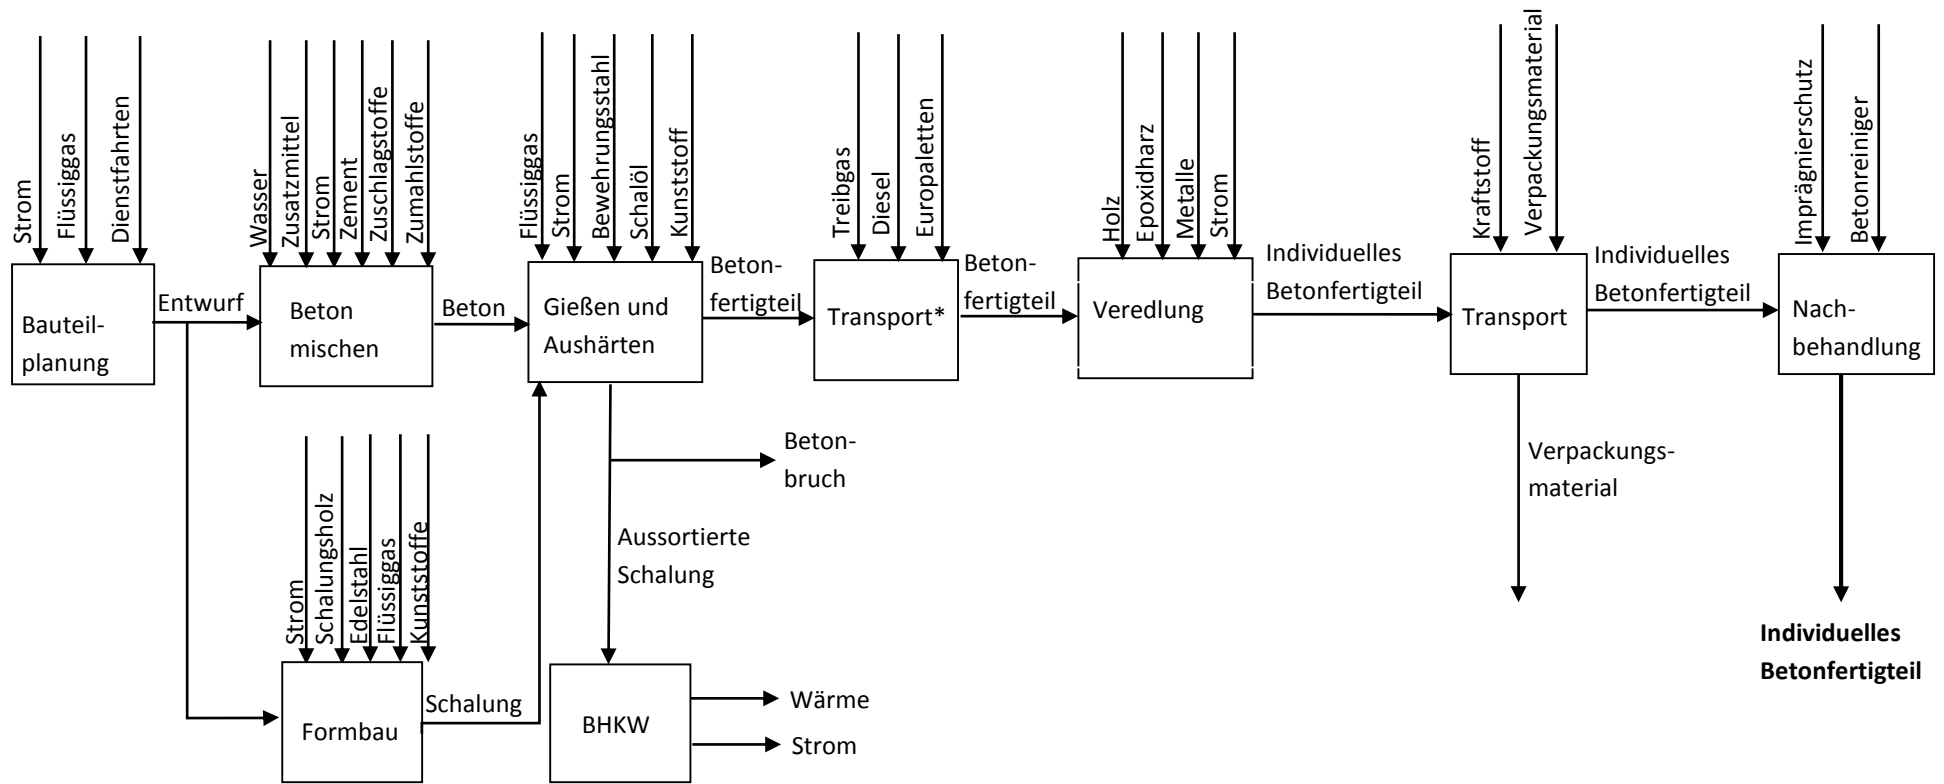 Strom
Flüssiggas
Dienstfahrten
Bauteil-
planung
Entwurf
Wasser
Zusatzmittel
Strom
Zement
Zuschlagstoffe
Zumahlstoffe
Beton
mischen
Beton
Flüssiggas
Strom
Bewehrungsstahl
Schalöl
Kunststoff
Gießen und
Aushärten
Beton-
fertigteil
Treibgas
Diesel
Europaletten
Transport*
Beton-
fertigteil
Holz
Epoxidharz
Metalle
Strom
Veredlung
Individuelles
Betonfertigteil
Kraftstoff
Verpackungsmaterial
Transport
Individuelles
Betonfertigteil
Imprägnierschutz
Betonreiniger
Nach-
behandlung
Strom
Schalungsholz
Edelstahl
Flüssiggas
Kunststoffe
Formbau
Schalung
Beton-
bruch
Aussortierte
Schalung
BHKW
Wärme
Strom
Verpackungs-
material
Individuelles
Betonfertigteil